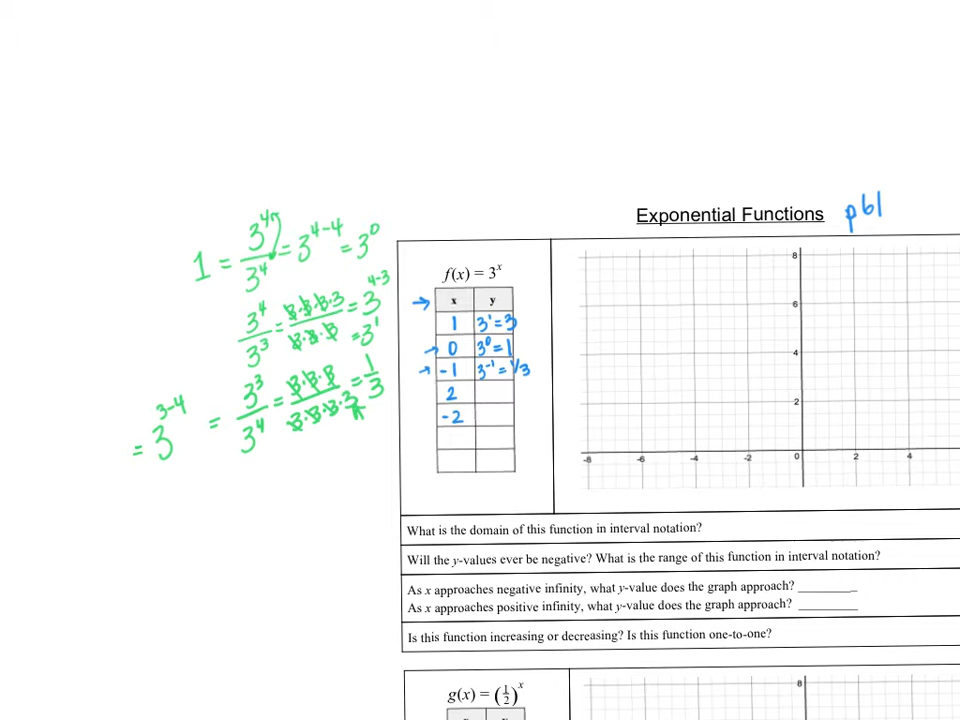 Exponential Functions p61
1 = 3^4/3^4 = 3^(4-4) = 3^0
3^4/3^3 = 3·3·3·3/3·3·3 = 3^(4-3)
= 3^1
= 3^(3-4) = 3^3/3^4 = 3·3·3/3·3·3·3 = 1/3
f(x) = 3^x
→ x y
1 3^1 = 3
→ 0 3^0 = 1
→ -1 3^-1 = 1/3
2
-2
8
6
4
2
-8 -6 -4 -2 0 2 4
What is the domain of this function in interval notation?
Will the y-values ever be negative? What is the range of this function in interval notation?
As x approaches negative infinity, what y-value does the graph approach? ________
As x approaches positive infinity, what y-value does the graph approach? ________
Is this function increasing or decreasing? Is this function one-to-one?
g(x) = (1/2)^x
8